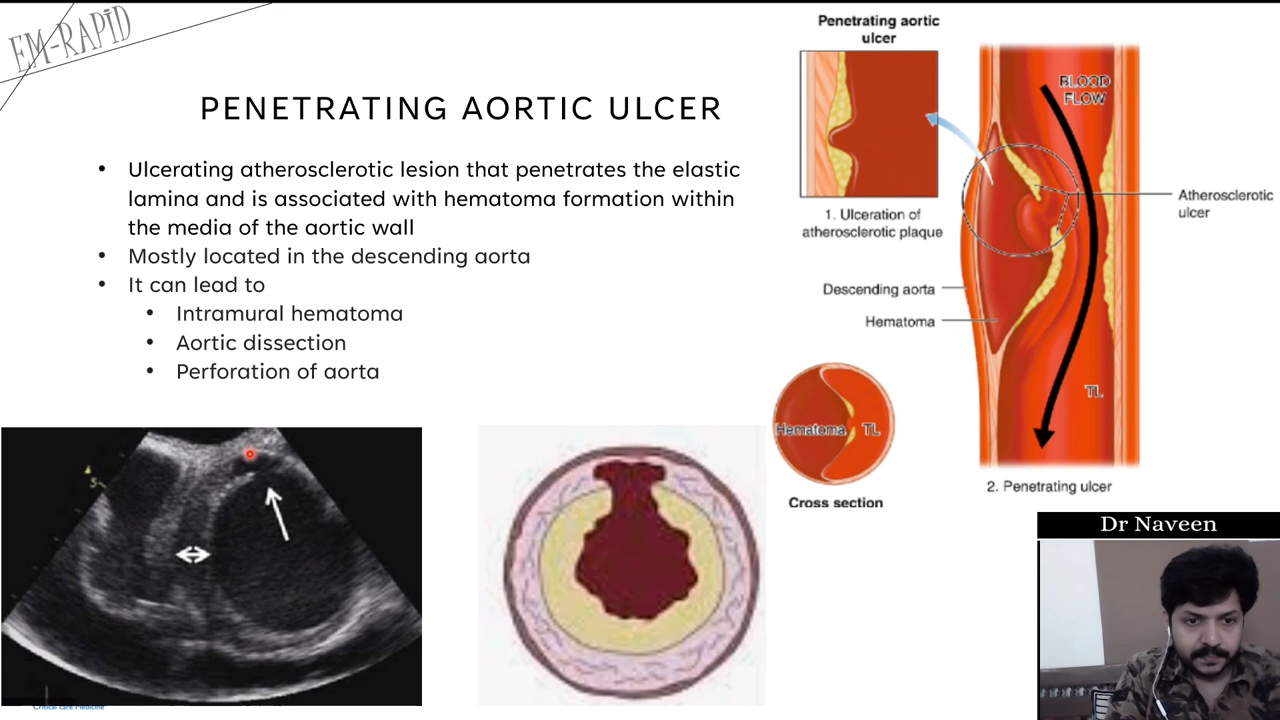 EM-RAPID
PENETRATING AORTIC ULCER
• Ulcerating atherosclerotic lesion that penetrates the elastic
lamina and is associated with hematoma formation within
the media of the aortic wall
• Mostly located in the descending aorta
• It can lead to
• Intramural hematoma
• Aortic dissection
• Perforation of aorta
Penetrating aortic
ulcer
1. Ulceration of
atherosclerotic plaque
BLOOD
FLOW
Atherosclerotic
ulcer
Descending aorta
Hematoma
TL
Hematoma TL
Cross section
2. Penetrating ulcer
S
Critical Care Medicine
Dr Naveen